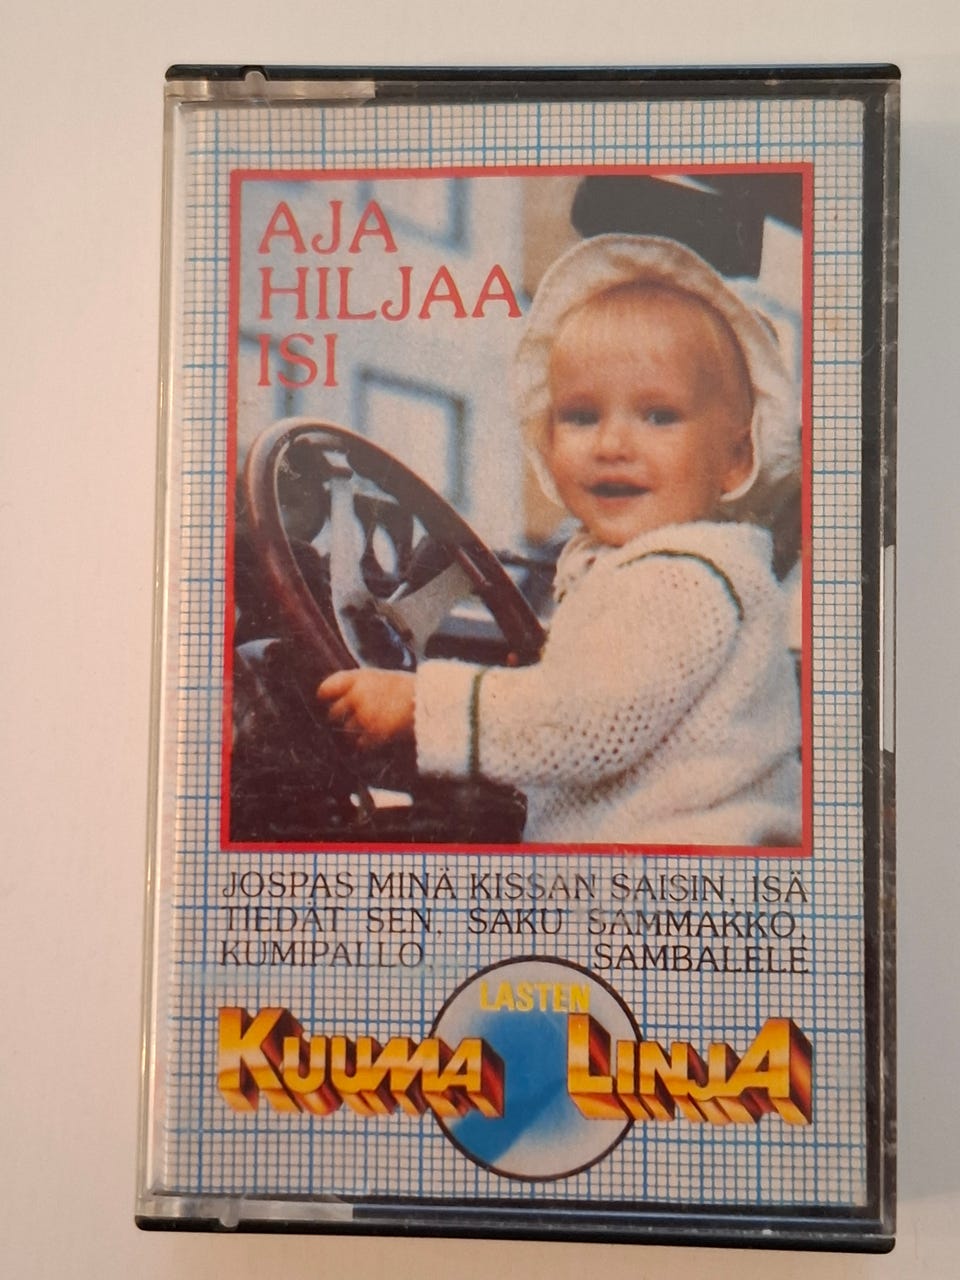 AJA
HILJAA
ISI
JOSPAS MINÄ KISSAN SAISIN, ISÄ
TIEDÄT SEN, SAKU SAMMAKKO,
KUMIPALLO, SAMBALELE
LASTEN
KUUMA LINJA